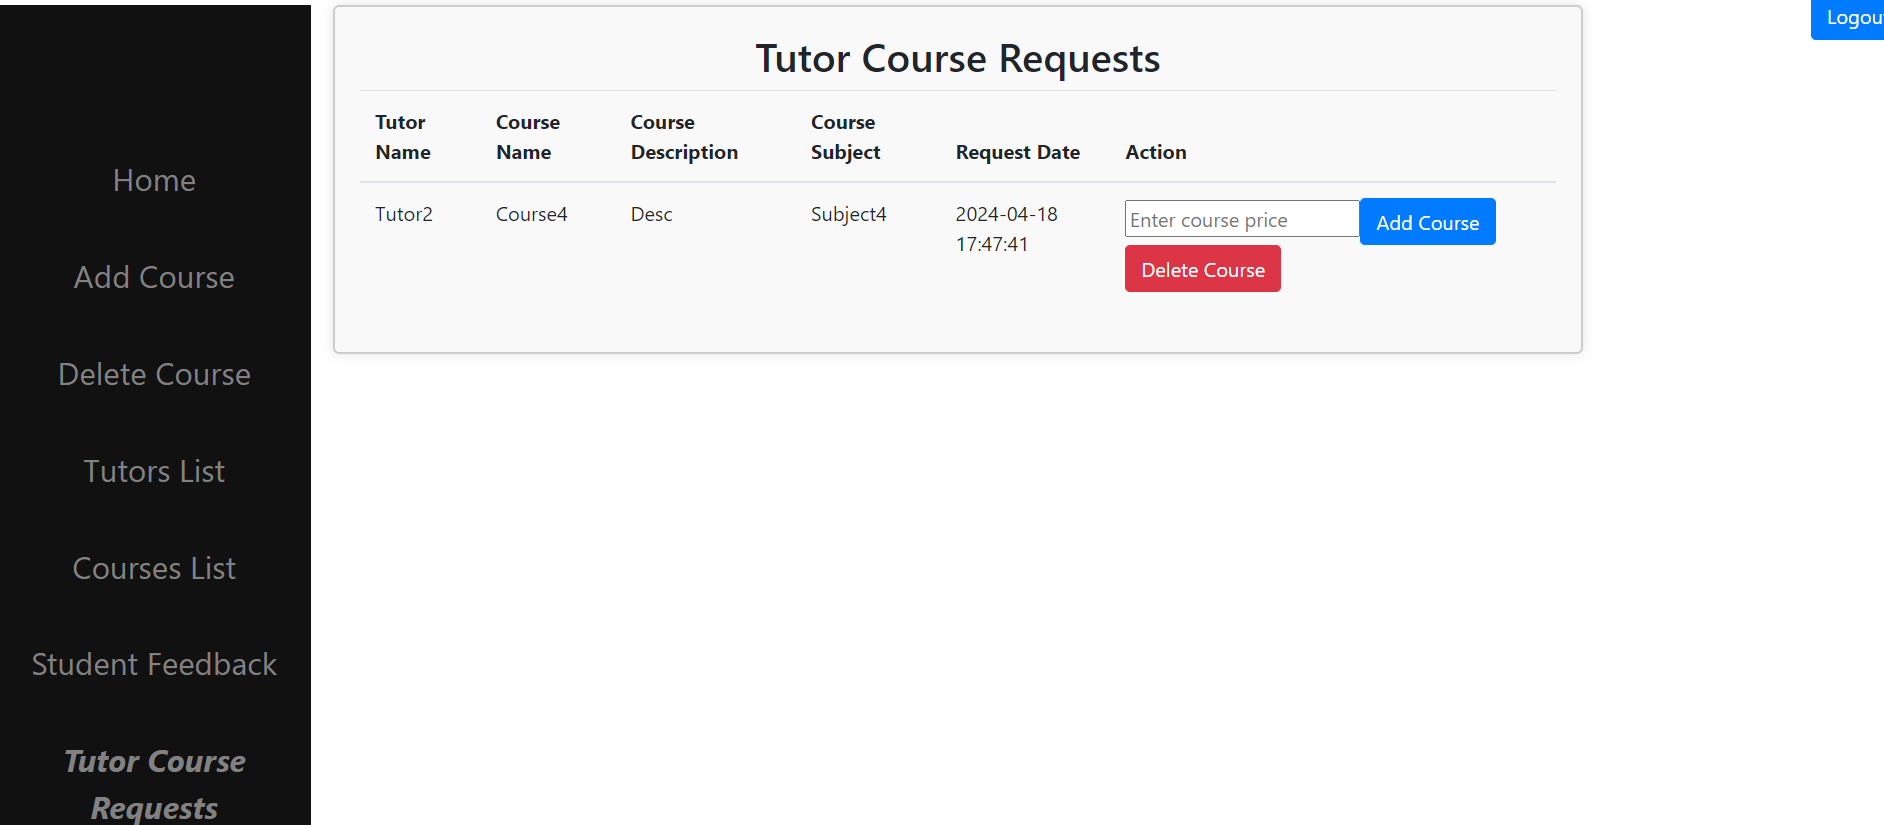 Home
Add Course
Delete Course
Tutors List
Courses List
Student Feedback
Tutor Course
Requests
Logou
Tutor Course Requests
Tutor Name Course Name Course Description Course Subject Request Date Action
Tutor2 Course4 Desc Subject4 2024-04-18 17:47:41 Enter course price Add Course
Delete Course